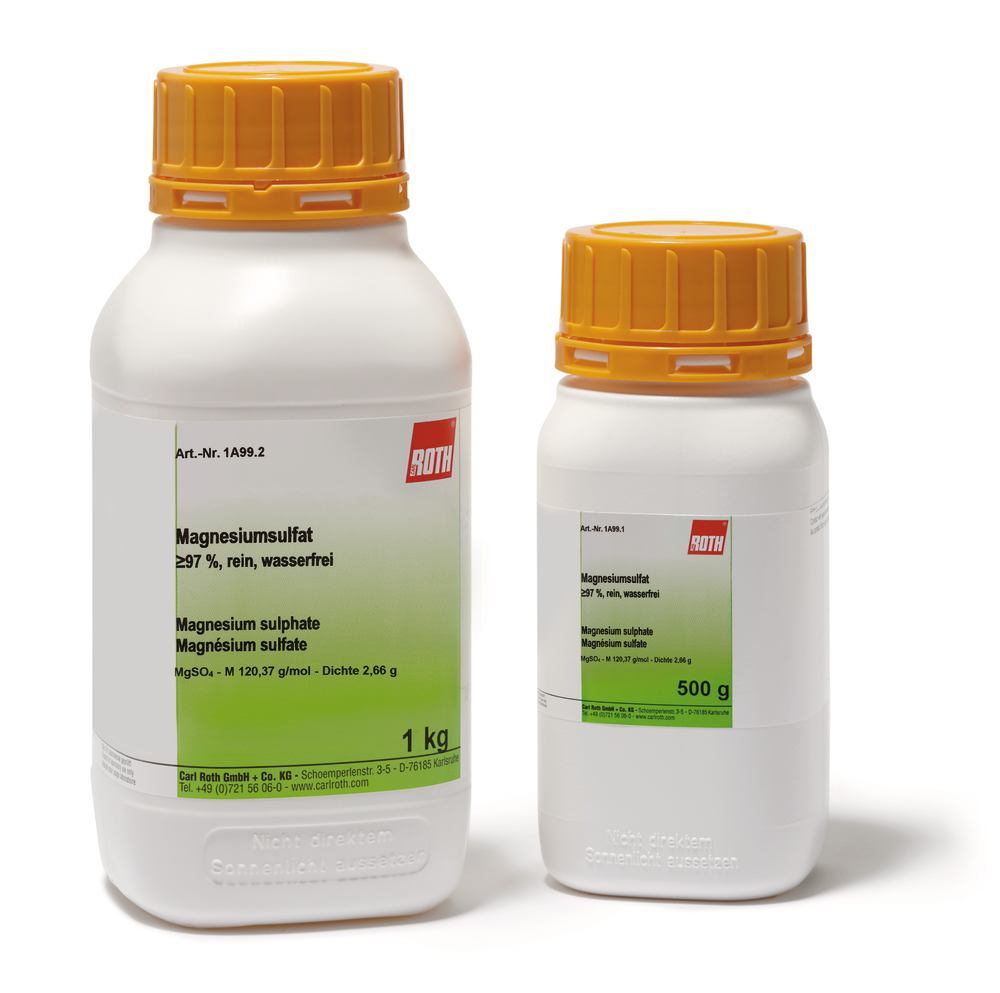 Art.-Nr. 1A99.2
ROTH
Magnesiumsulfat
≥97 %, rein, wasserfrei
Magnesium sulphate
Magnésium sulfate
MgSO₄ - M 120,37 g/mol - Dichte 2,66 g
1 kg
Carl Roth GmbH + Co. KG - Schoemperlenstr. 3-5 - D-76185 Karlsruhe
Tel. +49 (0)721 56 06-0 - www.carlroth.com
Nicht direktem
Sonnenlicht aussetzen
Art.-Nr. 1A99.1
ROTH
Magnesiumsulfat
≥97 %, rein, wasserfrei
Magnesium sulphate
Magnésium sulfate
MgSO₄ - M 120,37 g/mol - Dichte 2,66 g
500 g
Carl Roth GmbH + Co. KG - Schoemperlenstr. 3-5 - D-76185 Karlsruhe
Tel. +49 (0)721 56 06-0 - www.carlroth.com
Nicht direktem
Sonnenlicht aussetzen